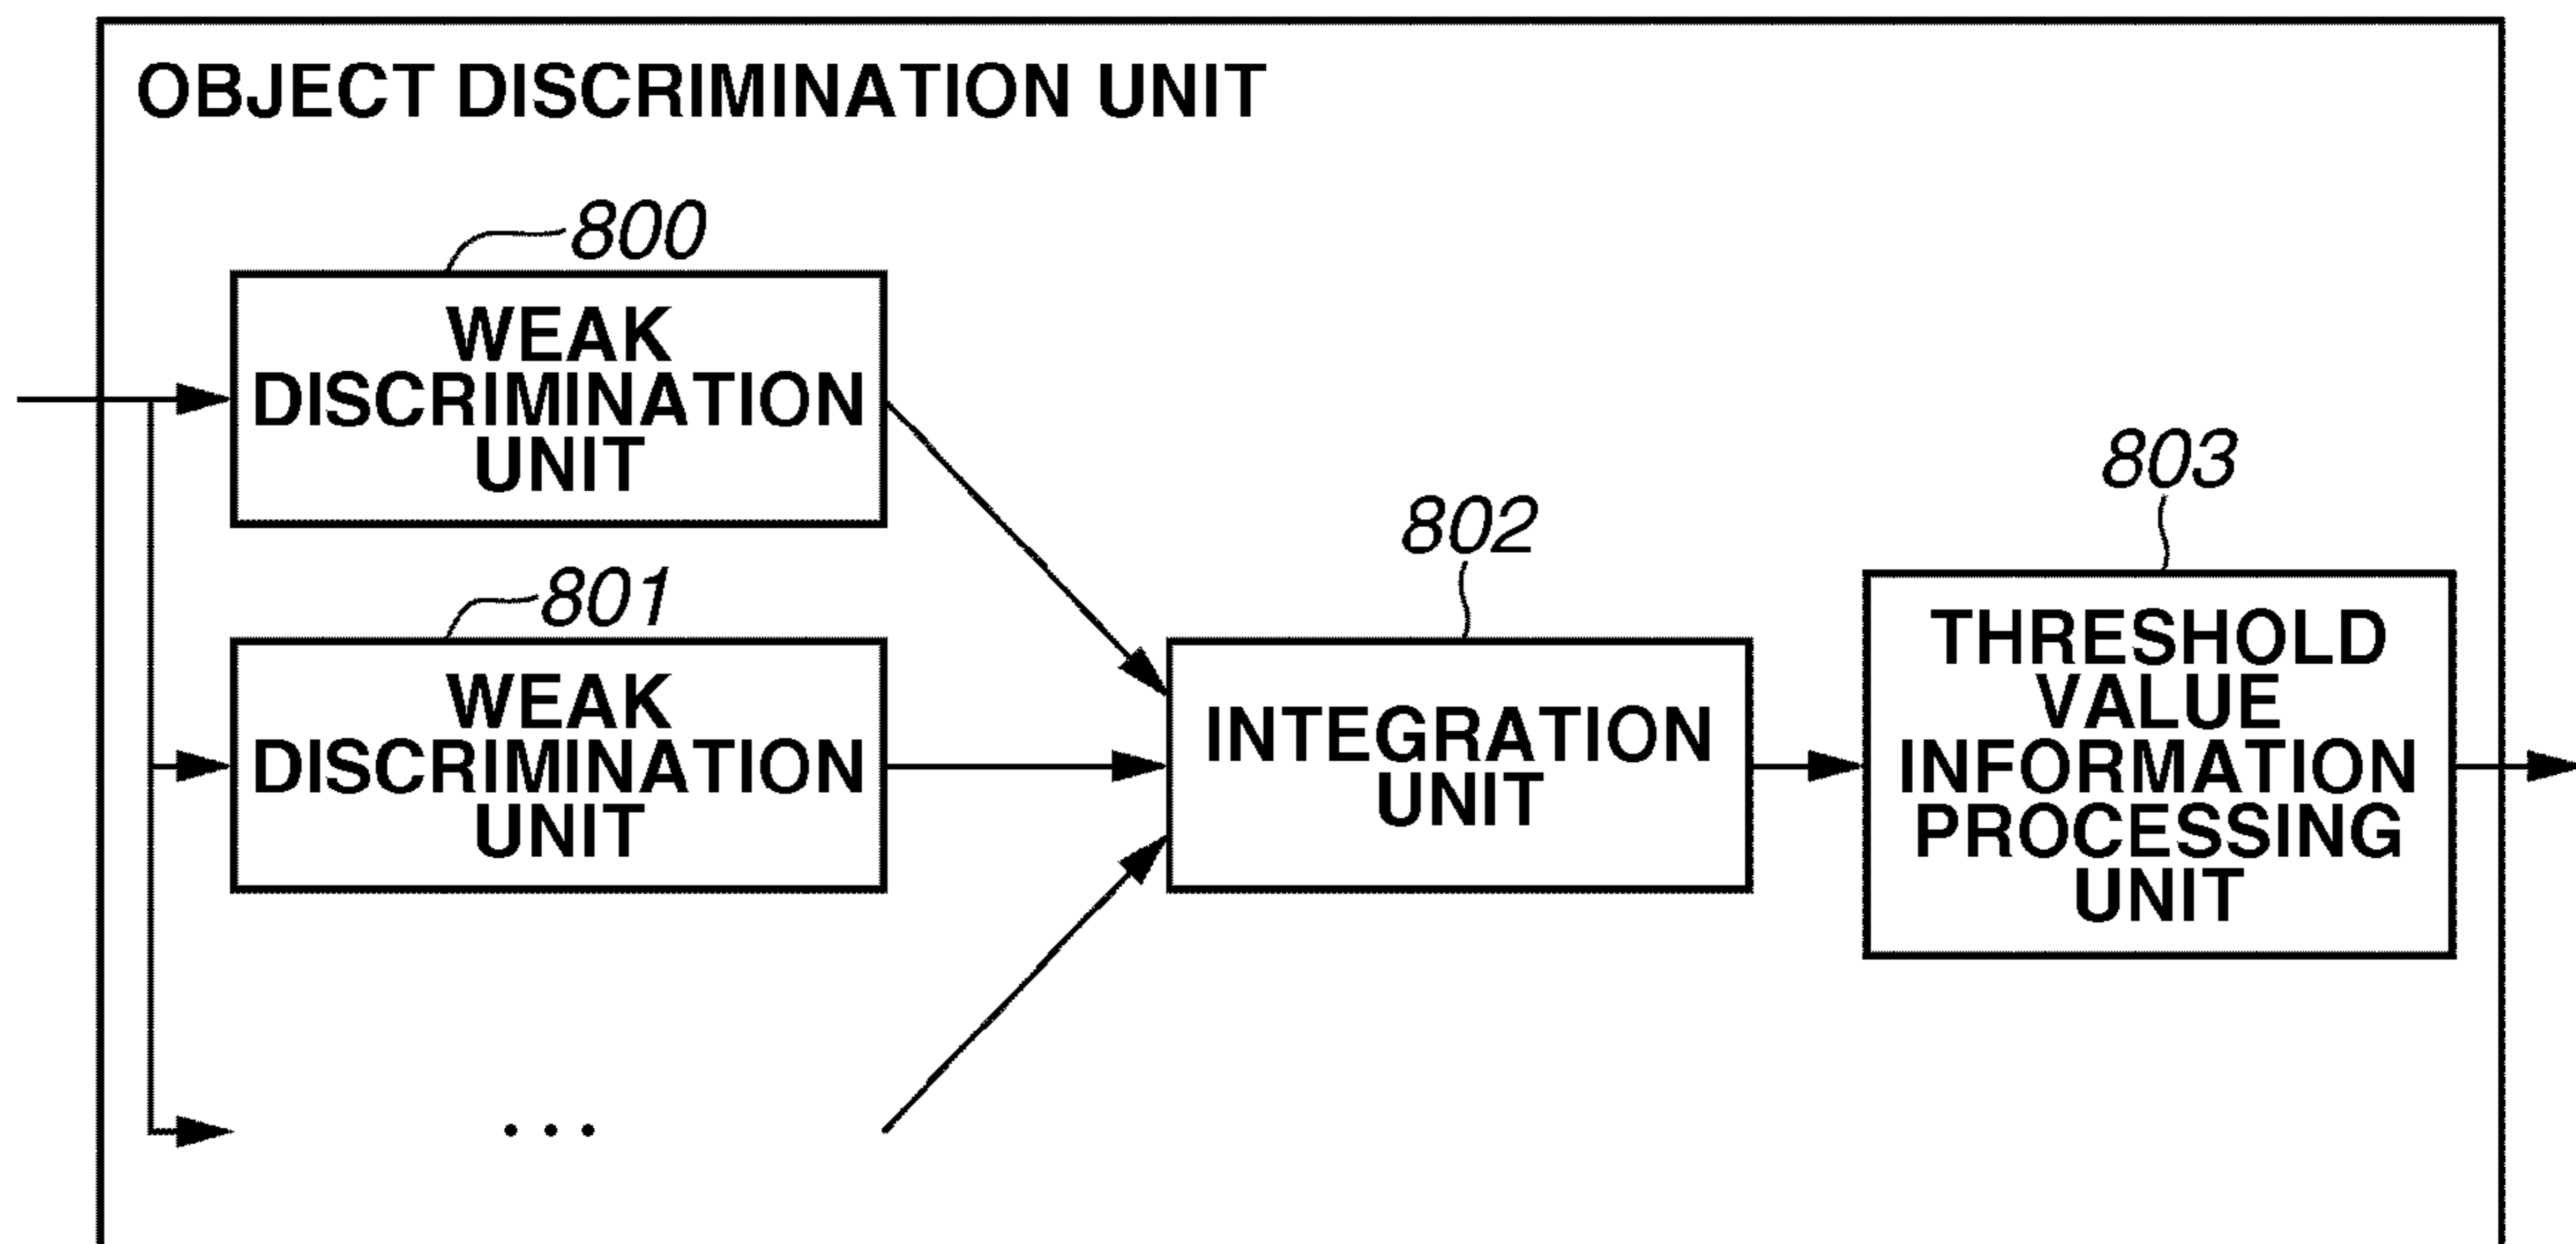 OBJECT DISCRIMINATION UNIT
800
WEAK
DISCRIMINATION
UNIT
801
WEAK
DISCRIMINATION
UNIT
802
INTEGRATION
UNIT
803
THRESHOLD
VALUE
INFORMATION
PROCESSING
UNIT
...